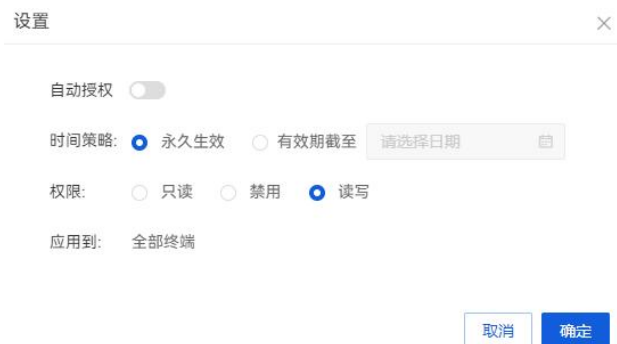 设置
自动授权
时间策略: 永久生效 有效期截至 请选择日期
权限: 只读 禁用 读写
应用到: 全部终端
取消 确定